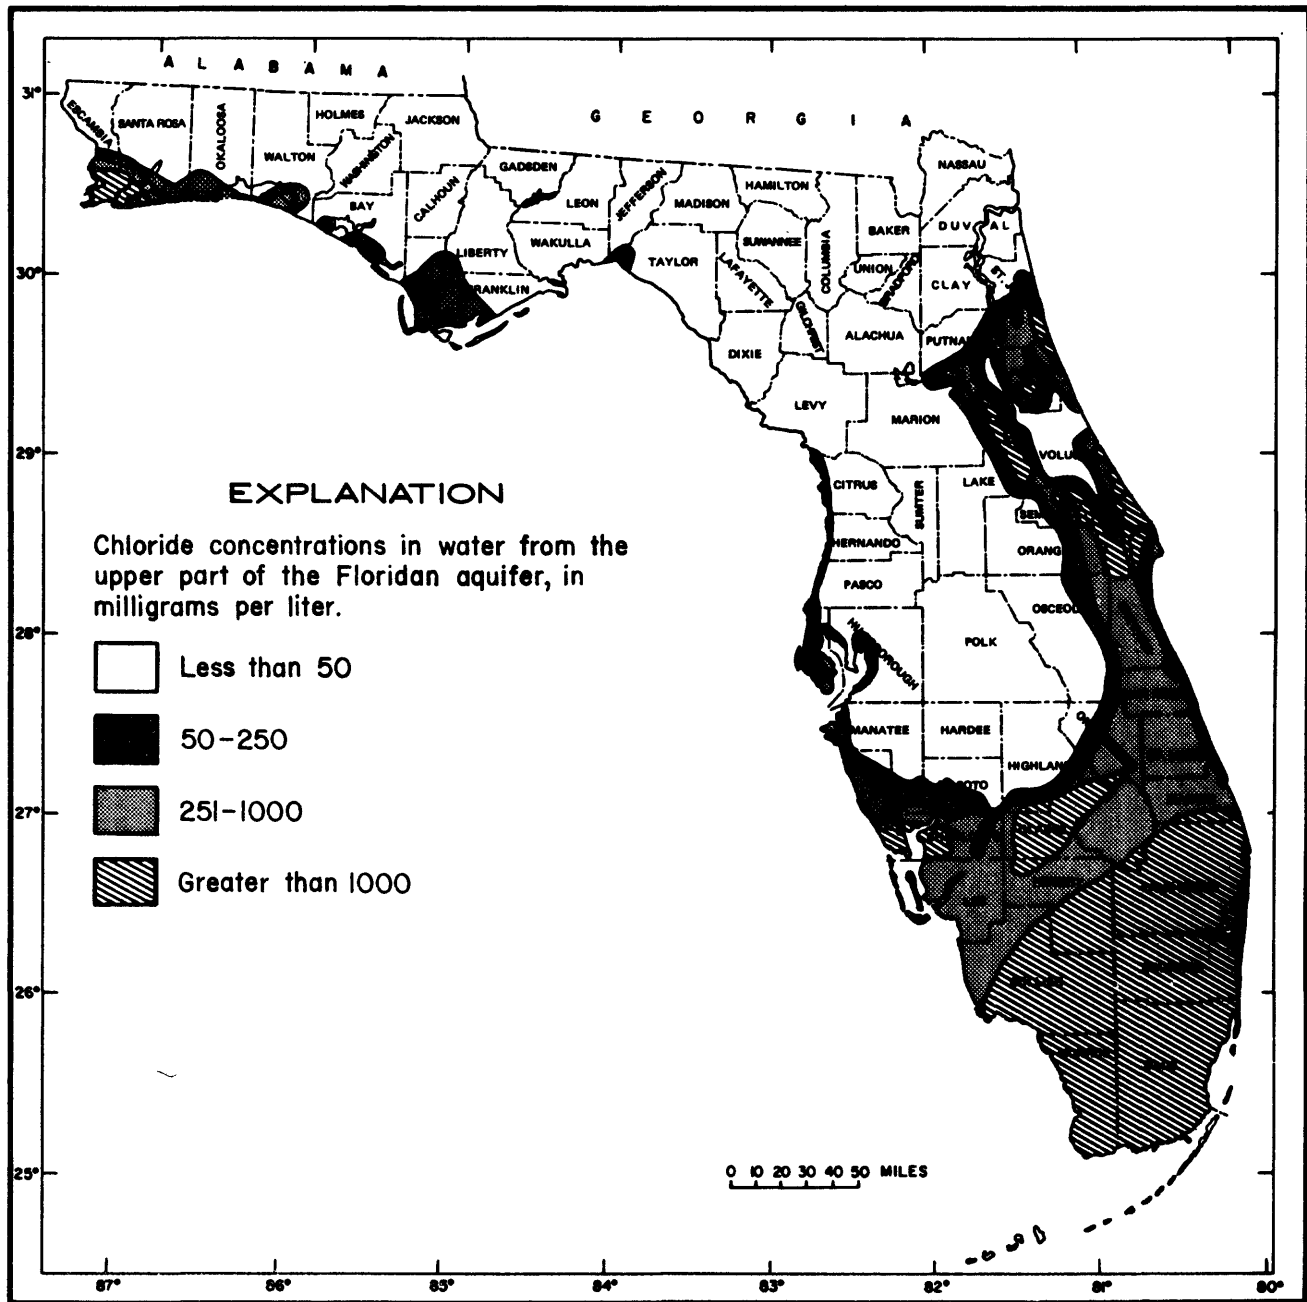 A L A B A M A
G E O R G I A
31°
30°
29°
28°
27°
26°
25°
ESCAMBIA
SANTA ROSA
OKALOOSA
WALTON
HOLMES
WASHINGTON
JACKSON
BAY
CALHOUN
GADSDEN
LIBERTY
RANKLIN
LEON
WAKULLA
JEFFERSON
MADISON
TAYLOR
HAMILTON
SUWANNEE
LAFAYETTE
DIXIE
COLUMBIA
GILCHRIST
BAKER
UNION
BRADFORD
ALACHUA
LEVY
NASSAU
DUVAL
CLAY
ST.
PUTNA
MARION
VOLU
CITRUS
SUMTER
LAKE
SEM
HERNANDO
ORANG
PASCO
OSCEOL
HILLSBOROUGH
POLK
MANATEE
HARDEE
HIGHLAN
SOTO
EXPLANATION
Chloride concentrations in water from the
upper part of the Floridan aquifer, in
milligrams per liter.
Less than 50
50-250
251-1000
Greater than 1000
0 10 20 30 40 50 MILES
87° 86° 85° 84° 83° 82° 81° 80°